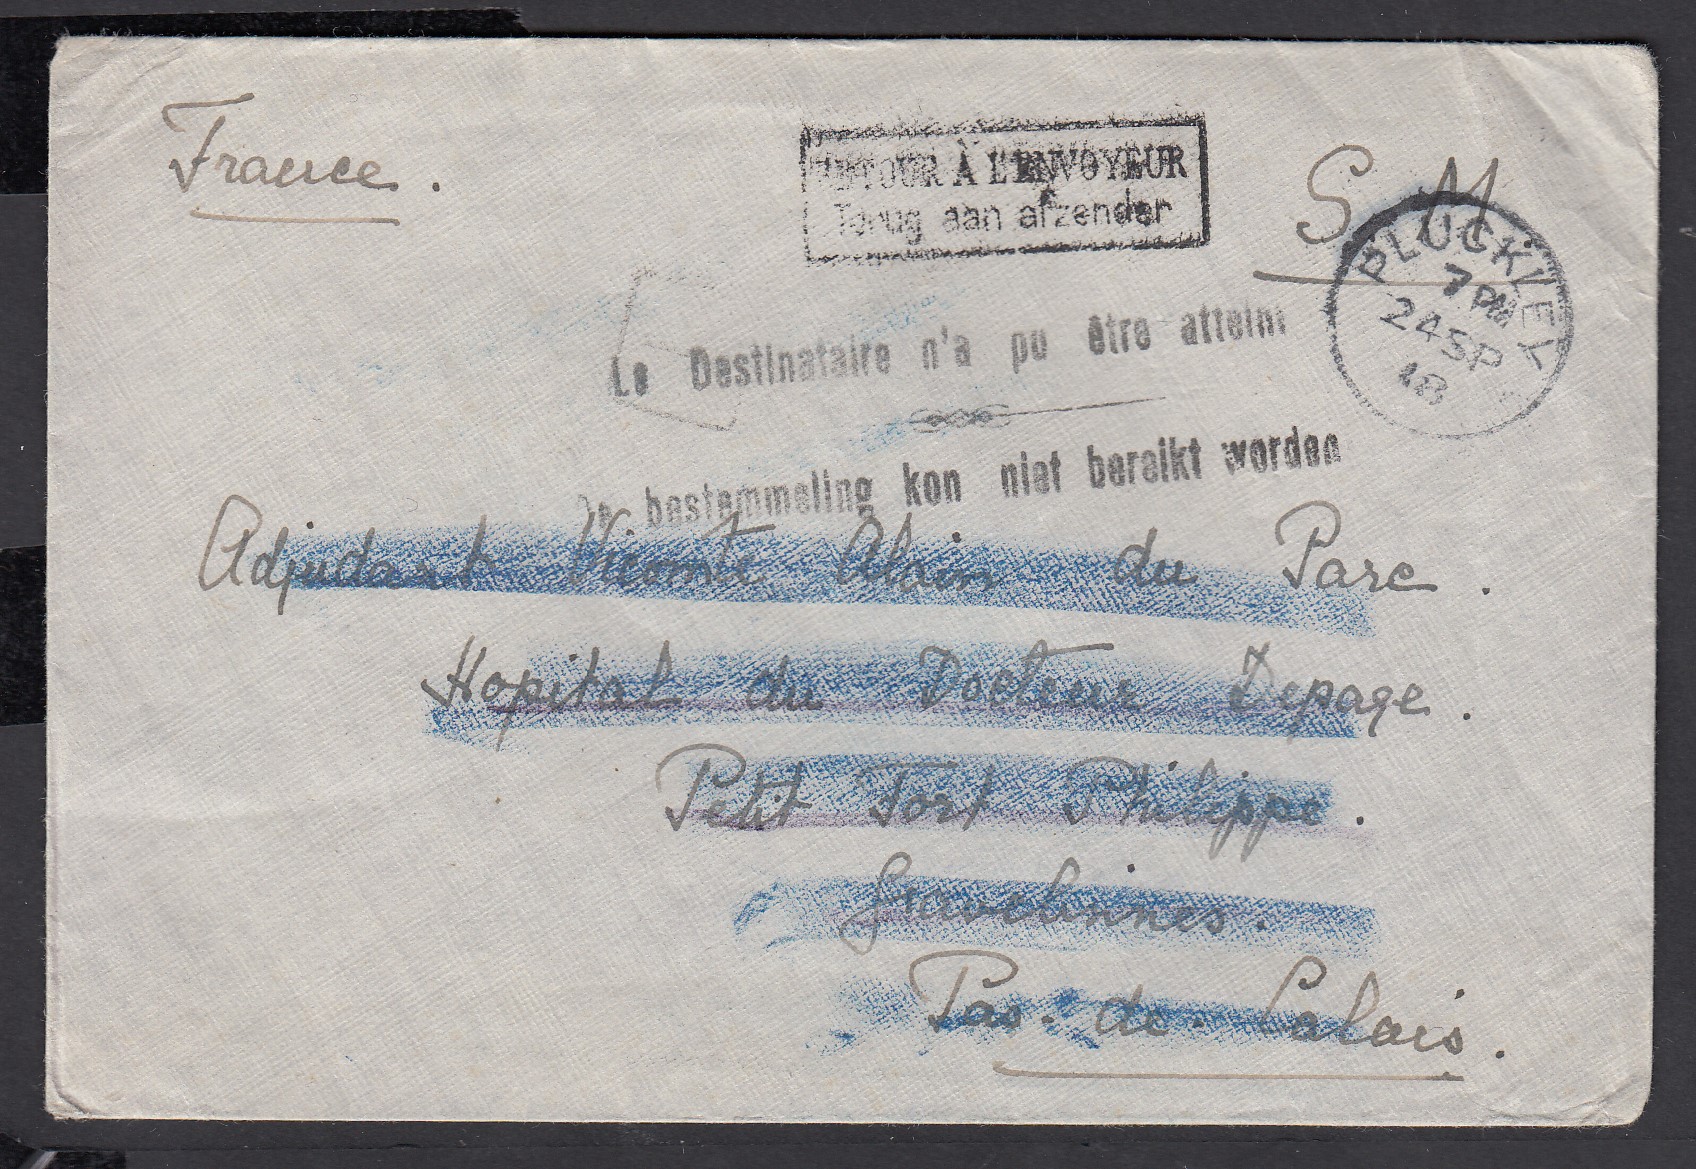 France.
RETOUR À L'ENVOYEUR
Terug aan afzender
S.M.
PLUCKLEY
7 PM
24 SP
18
Le Destinataire n'a pu être atteint
De bestemmeling kon niet bereikt worden
Adjudant Vicomte Alain du Parc.
Hopital du Docteur Depage.
Petit Fort Philippe.
Gravelinnes.
Pas.de.Calais.